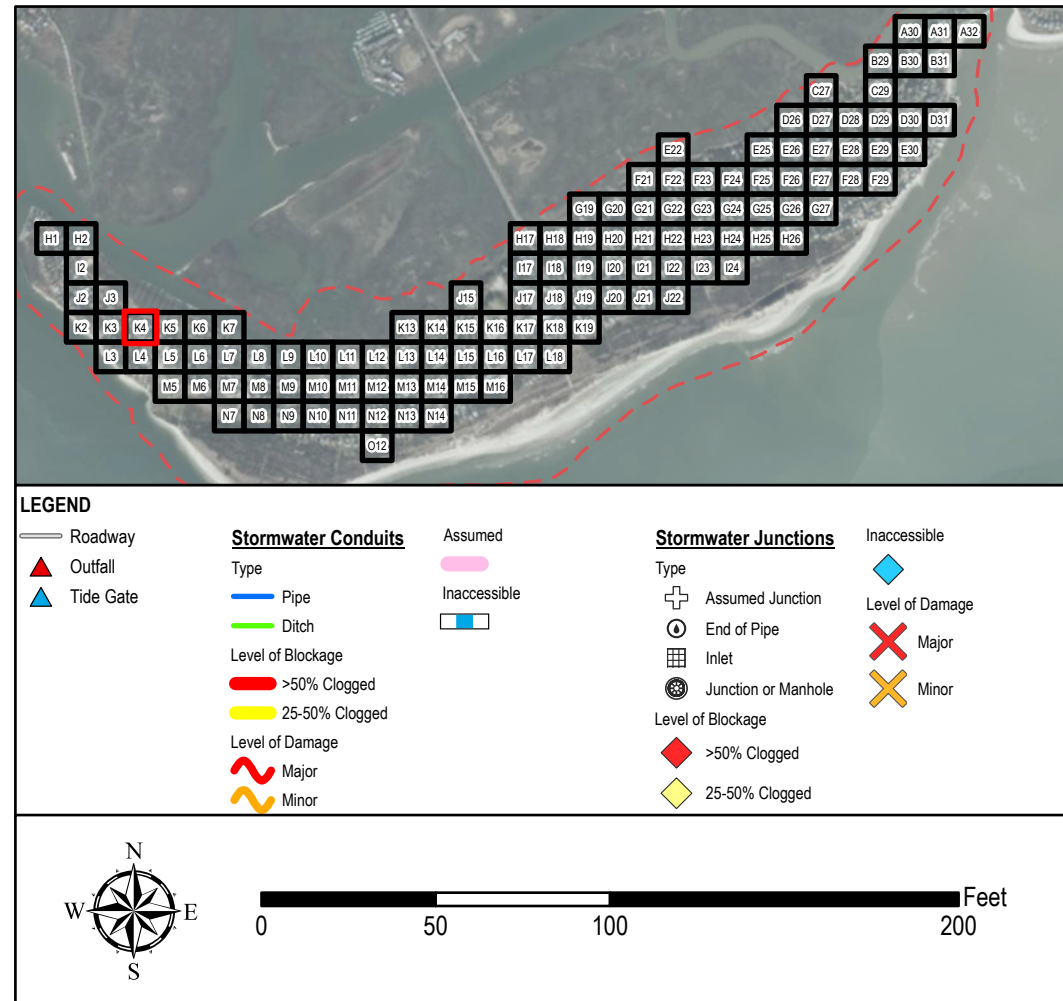 A30 A31 A32
B29 B30 B31
C27 C29
D26 D27 D28 D29 D30 D31
E22 E25 E26 E27 E28 E29 E30
F21 F22 F23 F24 F25 F26 F27 F28 F29
G19 G20 G21 G22 G23 G24 G25 G26 G27
H1 H2 H17 H18 H19 H20 H21 H22 H23 H24 H25 H26
I2 I17 I18 I19 I20 I21 I22 I23 I24
J2 J3 J15 J17 J18 J19 J20 J21 J22
K2 K3 K4 K5 K6 K7 K13 K14 K15 K16 K17 K18 K19
L3 L4 L5 L6 L7 L8 L9 L10 L11 L12 L13 L14 L15 L16 L17 L18
M5 M6 M7 M8 M9 M10 M11 M12 M13 M14 M15 M16
N7 N8 N9 N10 N11 N12 N13 N14
O12
LEGEND
Roadway
Outfall
Tide Gate
Stormwater Conduits
Type
Pipe
Ditch
Level of Blockage
>50% Clogged
25-50% Clogged
Level of Damage
Major
Minor
Assumed
Inaccessible
Stormwater Junctions
Type
Assumed Junction
End of Pipe
Inlet
Junction or Manhole
Level of Blockage
>50% Clogged
25-50% Clogged
Inaccessible
Level of Damage
Major
Minor
N
W E
S
Feet
0 50 100 200